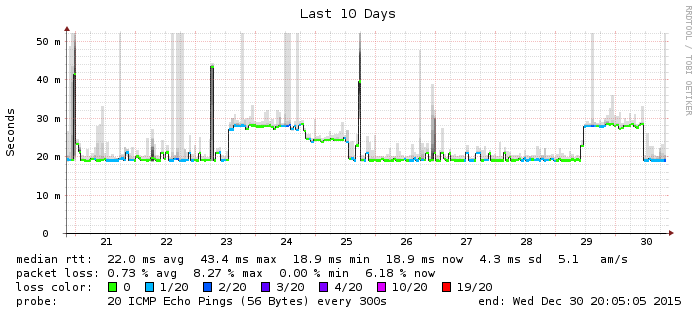 Last 10 Days
RRDTOOL / TOBI OETIKER
Seconds
50 m
40 m
30 m
20 m
10 m
0
21 22 23 24 25 26 27 28 29 30
median rtt: 22.0 ms avg 43.4 ms max 18.9 ms min 18.9 ms now 4.3 ms sd 5.1 am/s
packet loss: 0.73 % avg 8.27 % max 0.00 % min 6.18 % now
loss color: 0 1/20 2/20 3/20 4/20 10/20 19/20
probe: 20 ICMP Echo Pings (56 Bytes) every 300s end: Wed Dec 30 20:05:05 2015